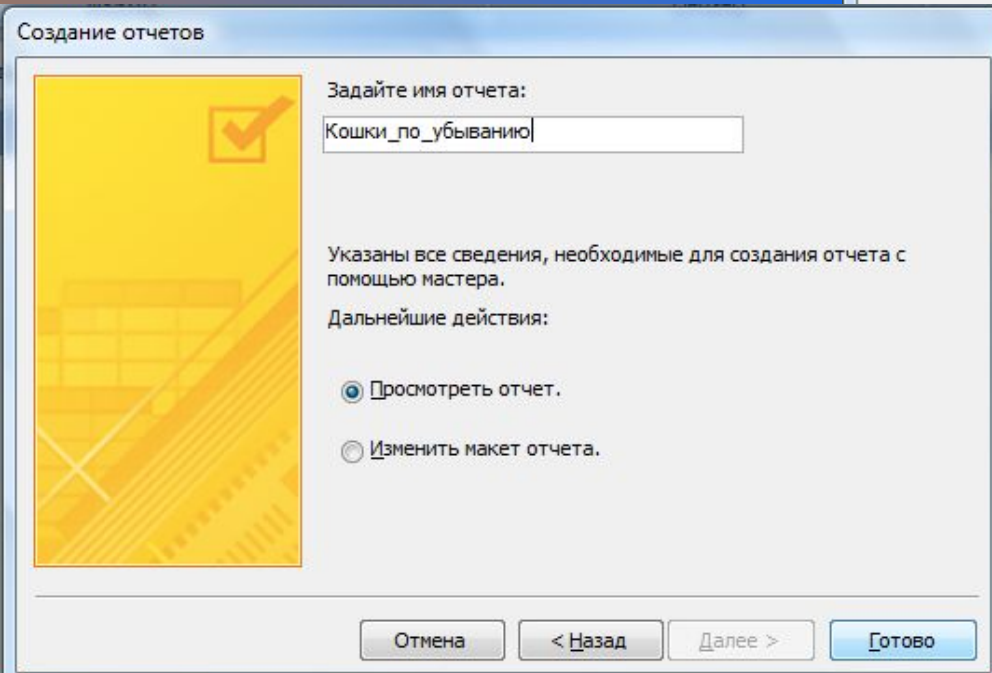 Создание отчетов
Задайте имя отчета:
Кошки_по_убыванию
Указаны все сведения, необходимые для создания отчета с
помощью мастера.
Дальнейшие действия:
Просмотреть отчет.
Изменить макет отчета.
Отмена < Назад Далее > Готово